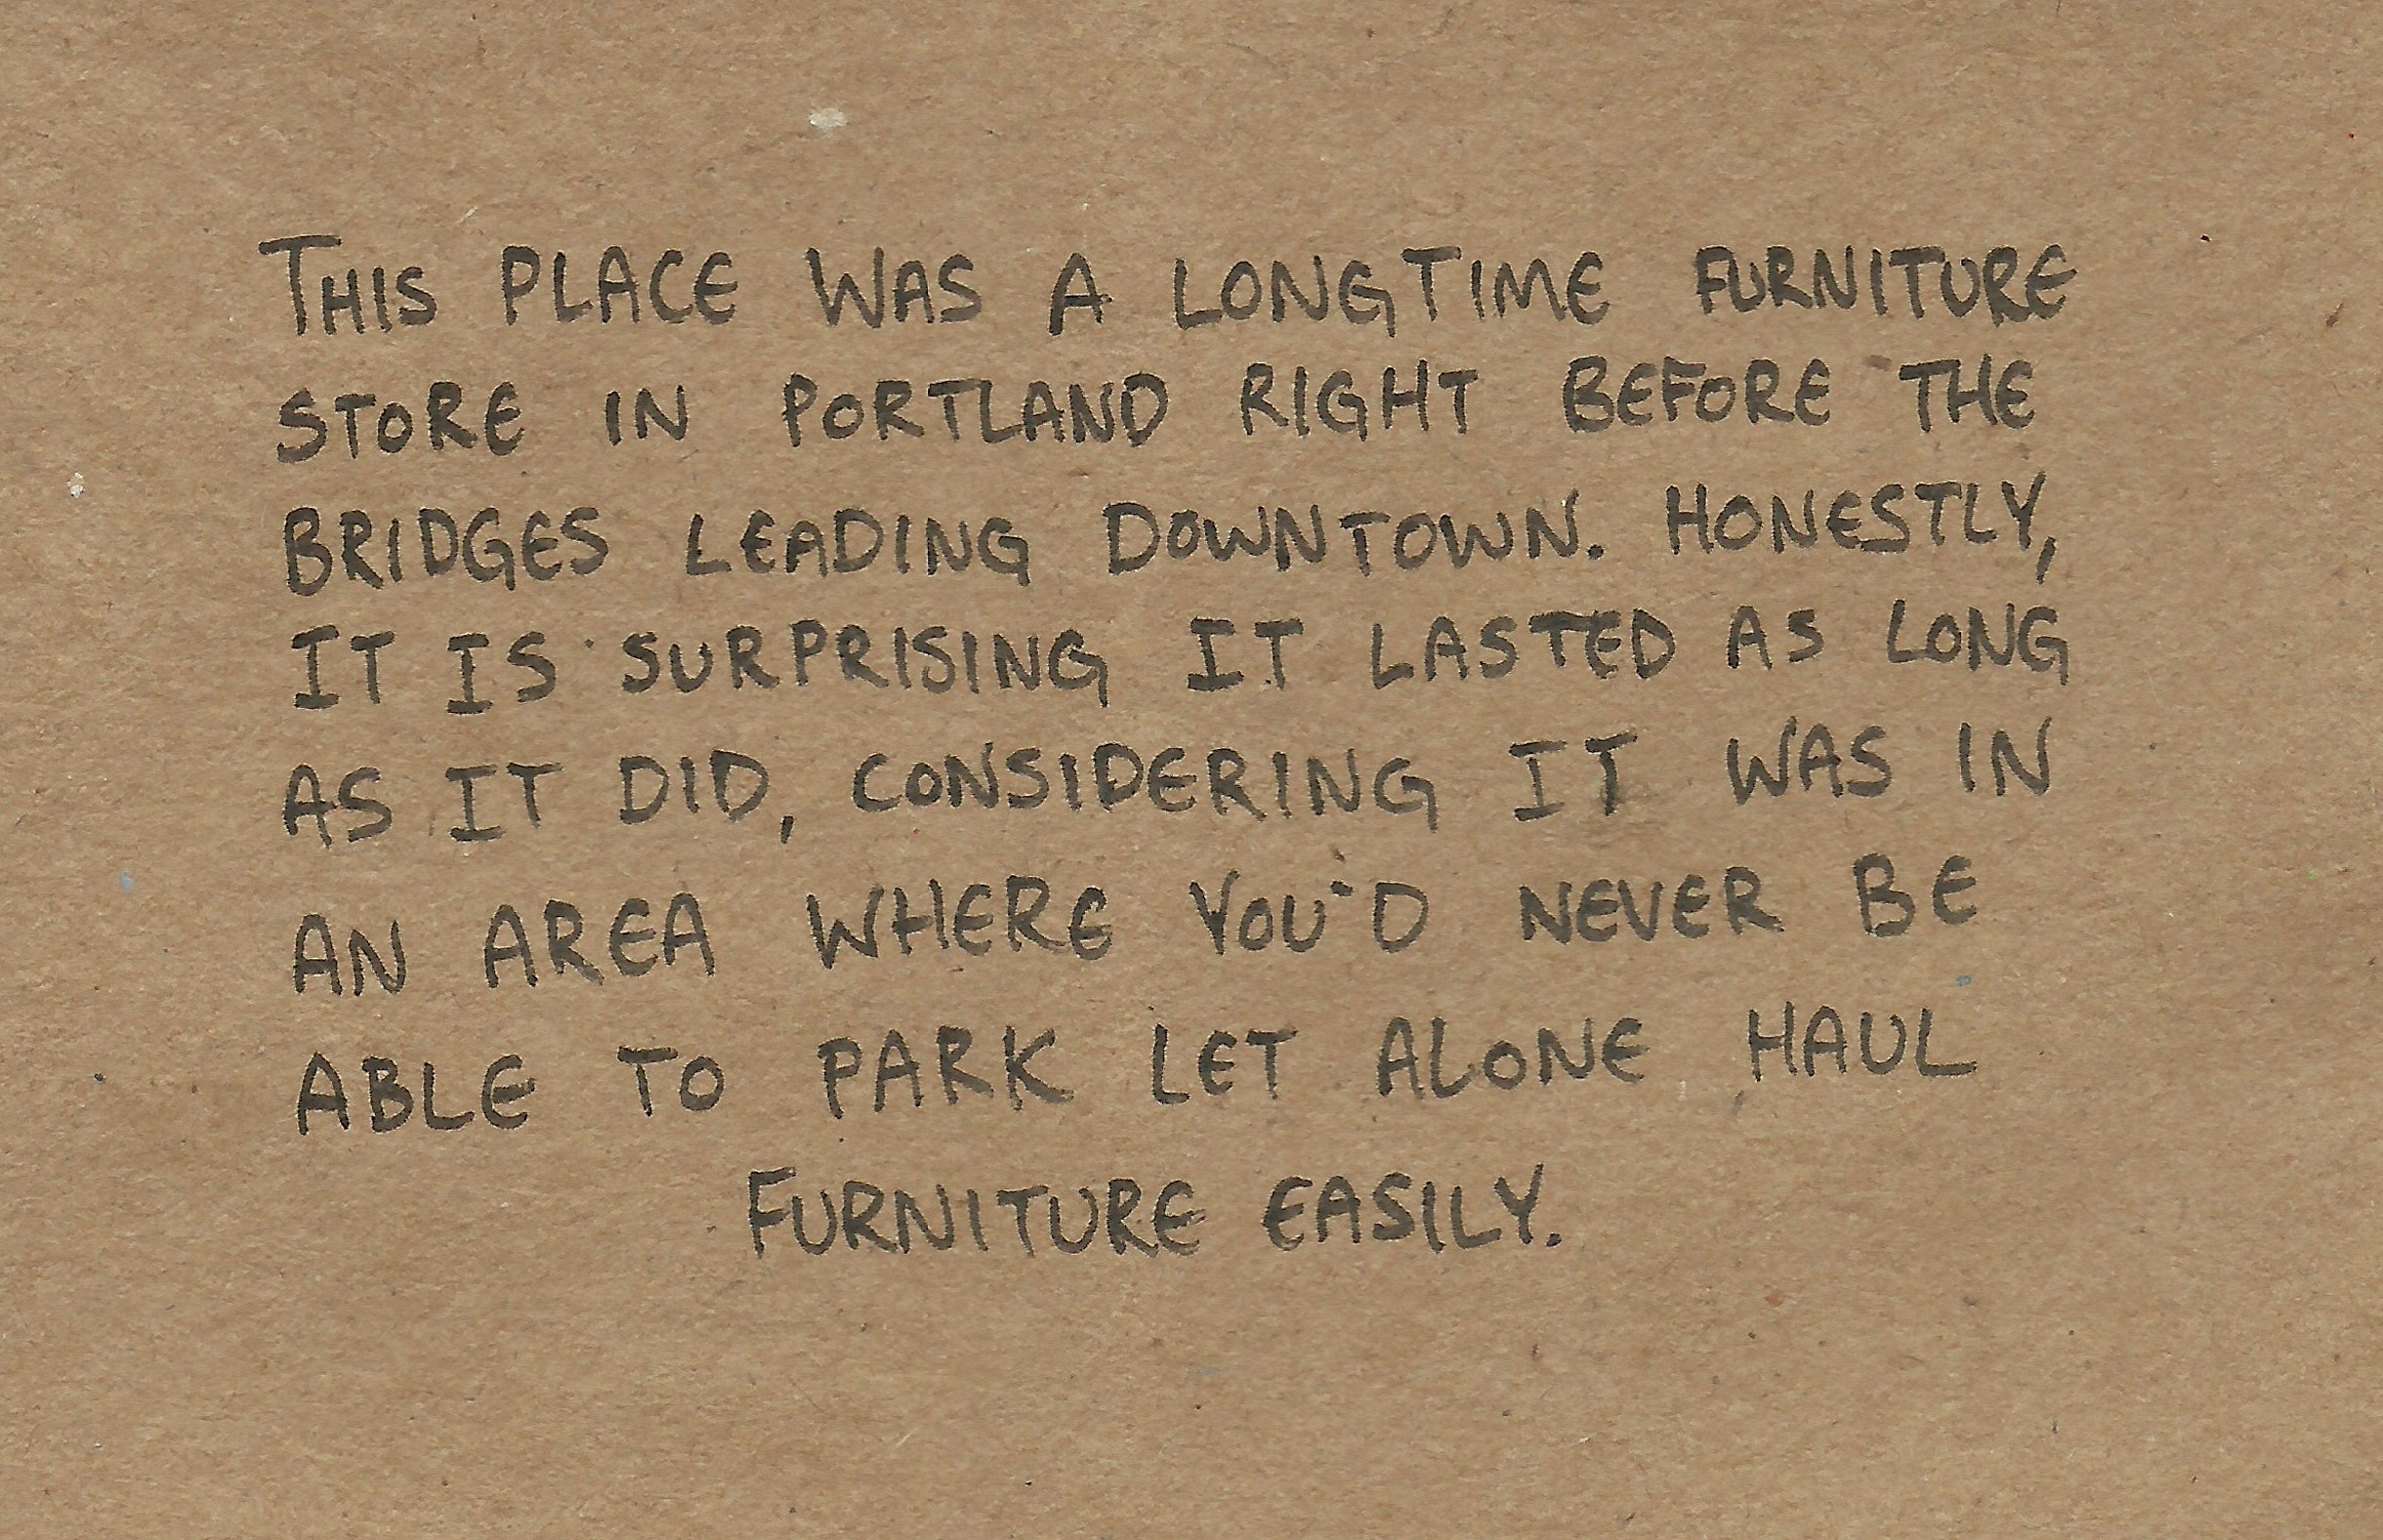 THIS PLACE WAS A LONGTIME FURNITURE
STORE IN PORTLAND RIGHT BEFORE THE
BRIDGES LEADING DOWNTOWN. HONESTLY,
IT IS SURPRISING IT LASTED AS LONG
AS IT DID, CONSIDERING IT WAS IN
AN AREA WHERE YOU'D NEVER BE
ABLE TO PARK LET ALONE HAUL
FURNITURE EASILY.